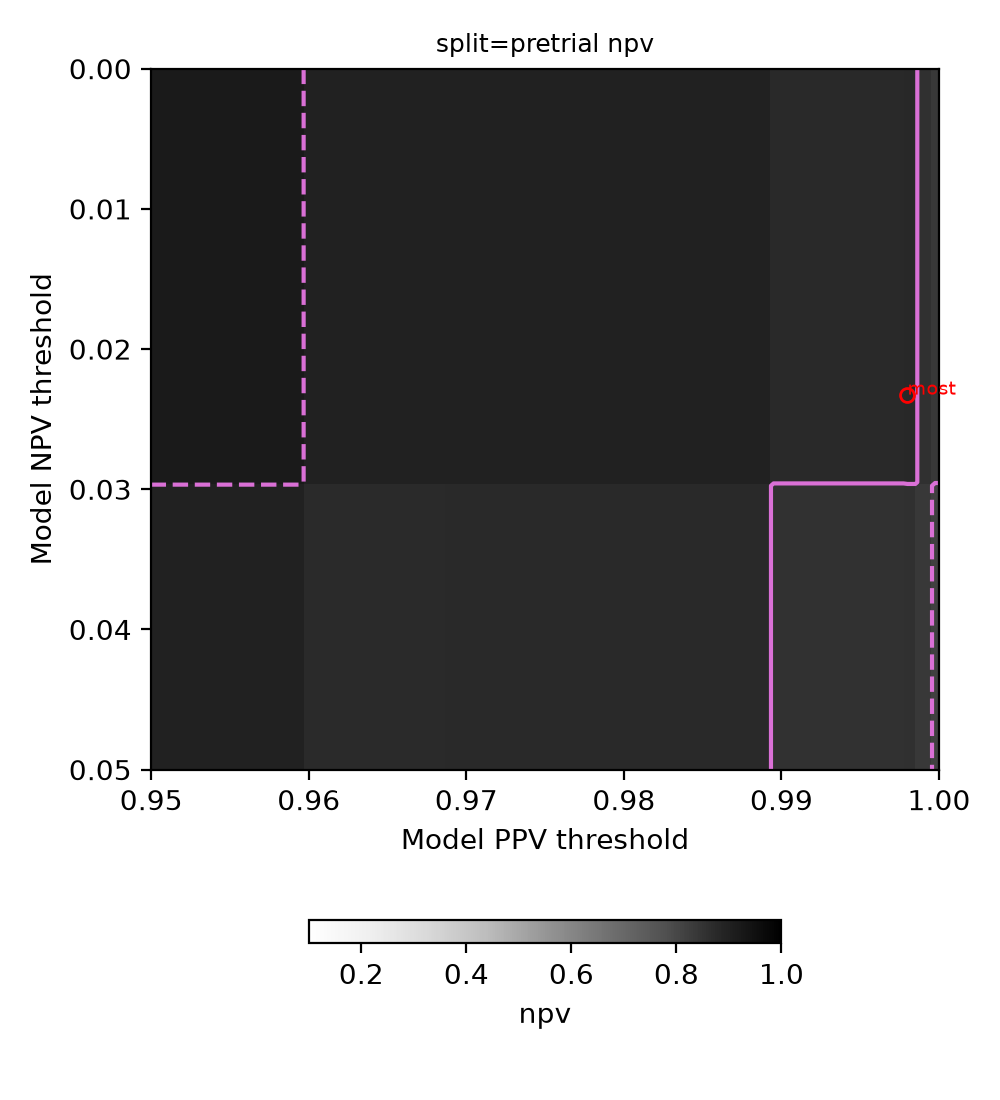 split=pretrial npv
0.00
0.01
0.02
0.03
0.04
0.05
Model NPV threshold
most
0.95 0.96 0.97 0.98 0.99 1.00
Model PPV threshold
0.2 0.4 0.6 0.8 1.0
npv